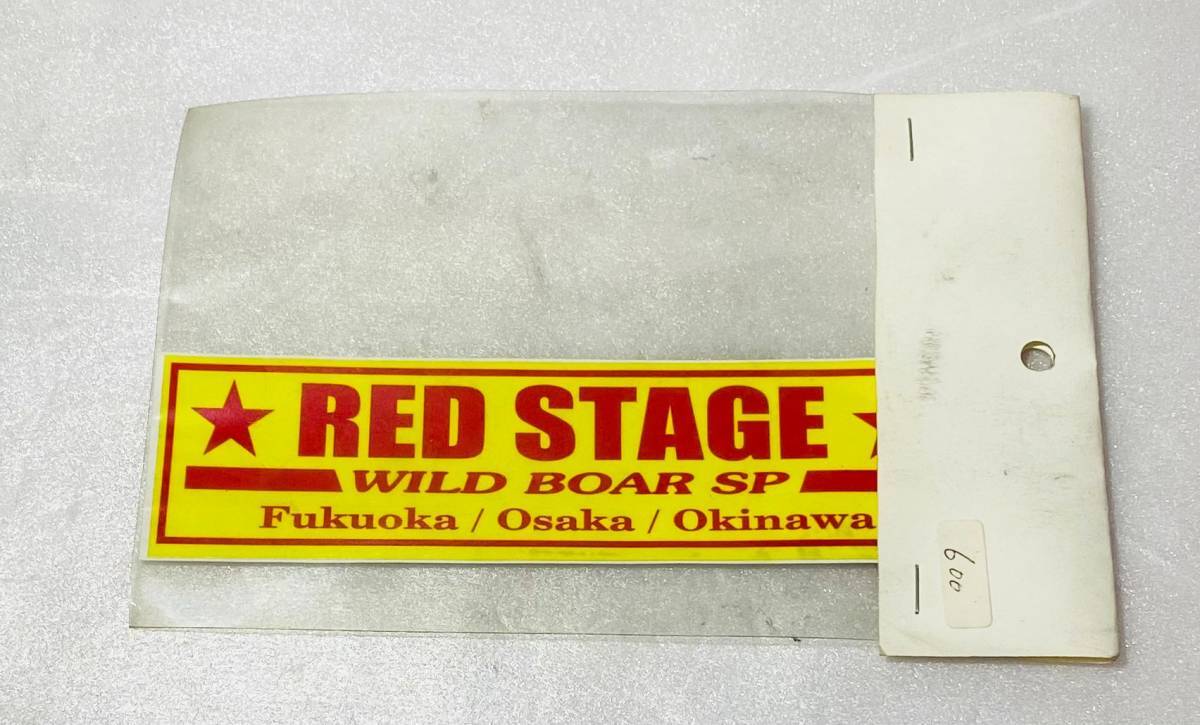 RED STAGE
WILD BOAR SP
Fukuoka / Osaka / Okinawa
600